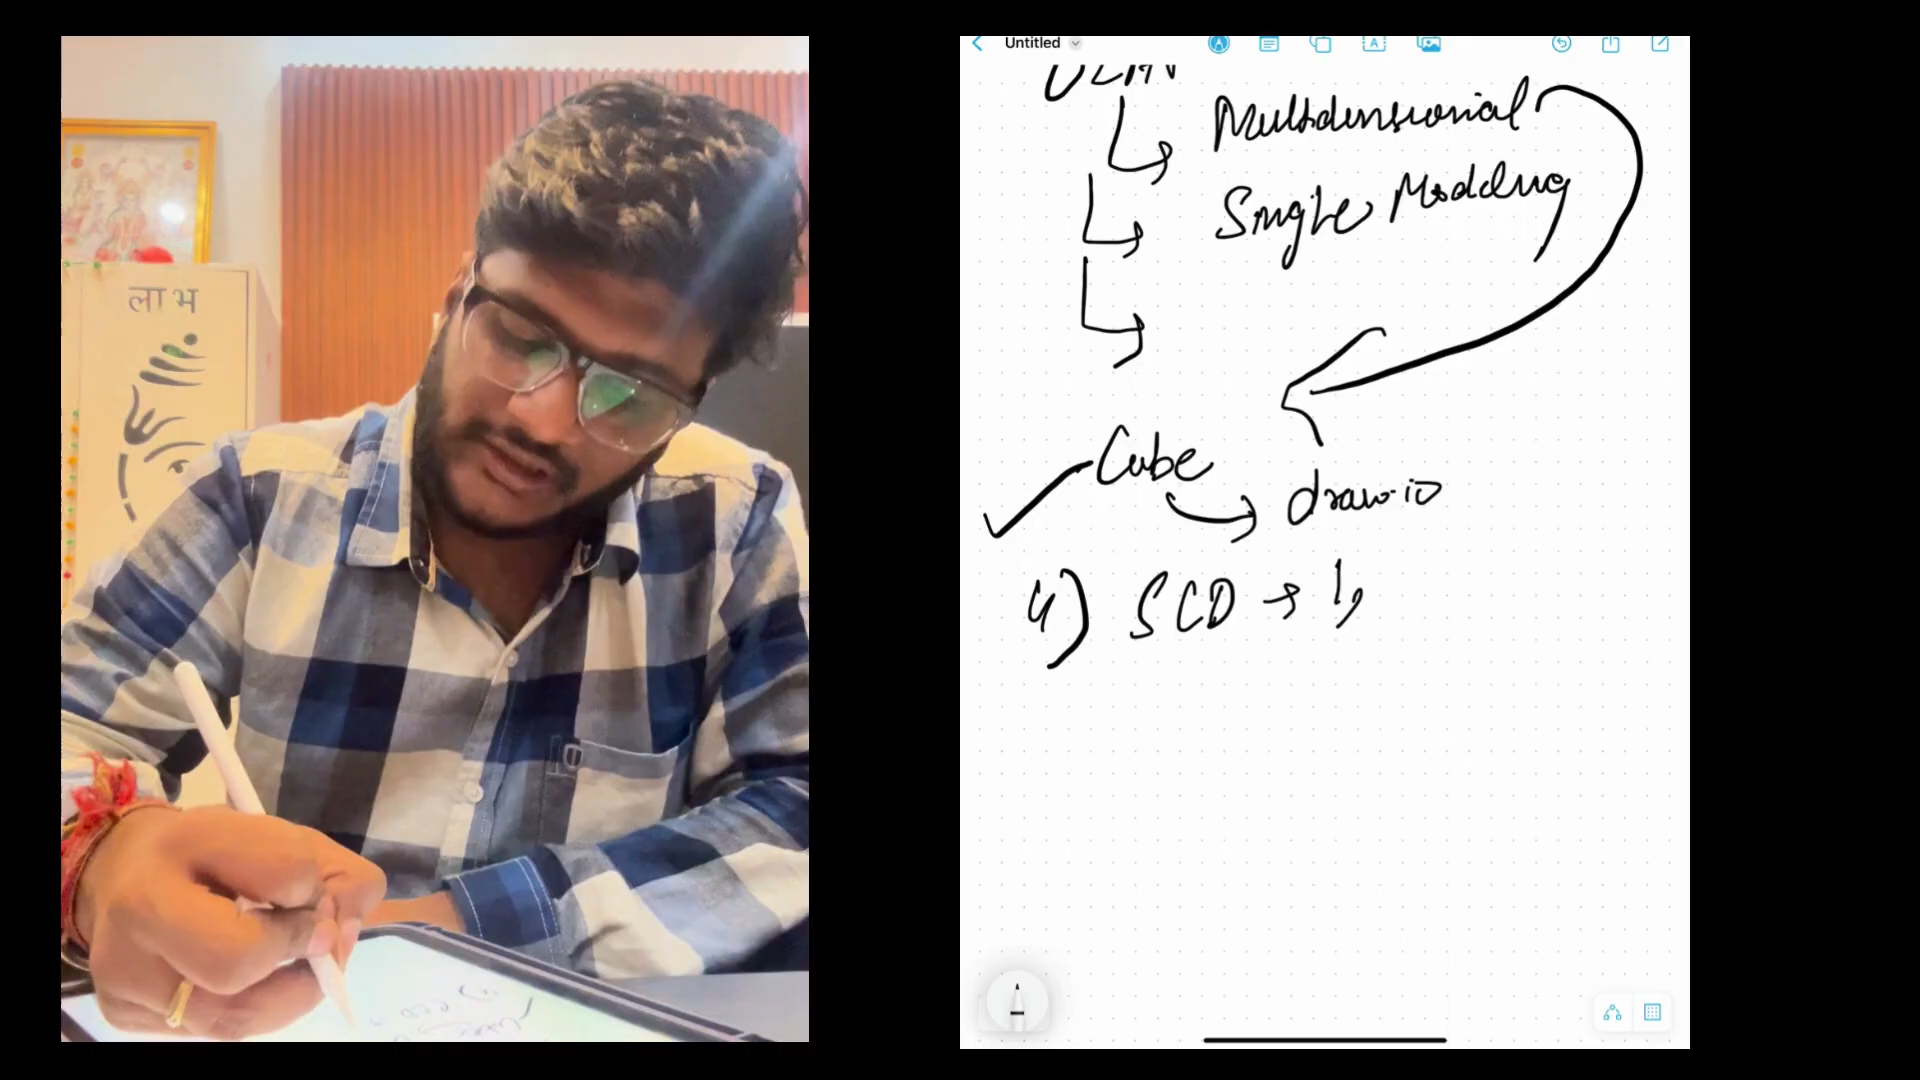 लाभ
Untitled
Multidimensional
Single Modeling
Cube
draw.io
4) SCD → 1,